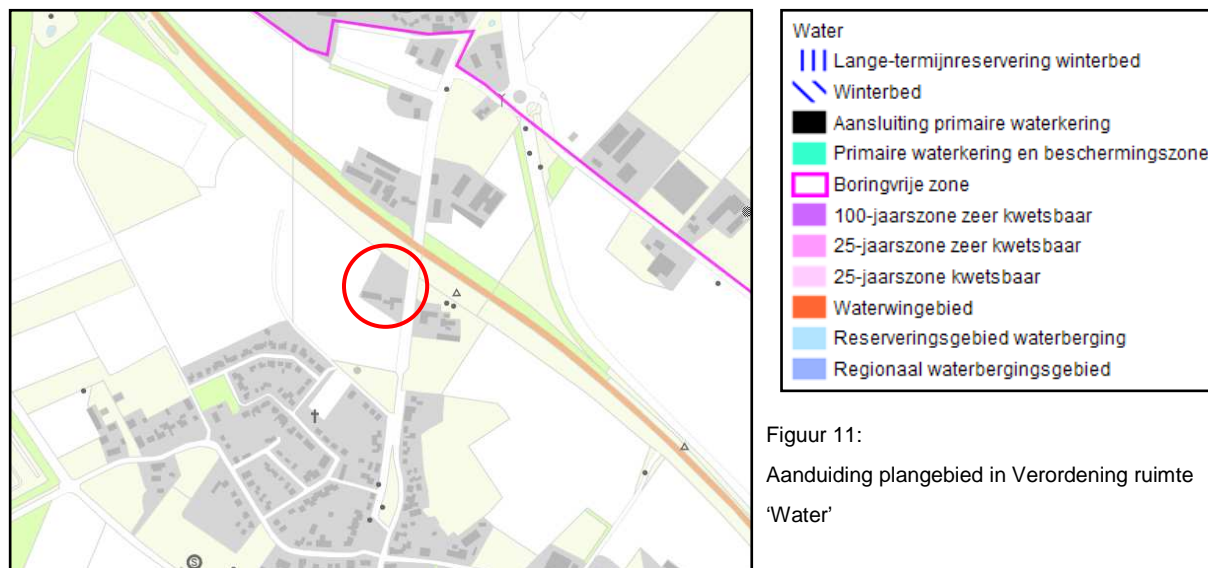 Water
Lange-termijnreservering winterbed
Winterbed
Aansluiting primaire waterkering
Primaire waterkering en beschermingszone
Boringvrije zone
100-jaarszone zeer kwetsbaar
25-jaarszone zeer kwetsbaar
25-jaarszone kwetsbaar
Waterwingebied
Reserveringsgebied waterberging
Regionaal waterbergingsgebied
Figuur 11:
Aanduiding plangebied in Verordening ruimte
‘Water’
S